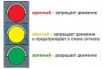 красный - запрещает движение
желтый - запрещает движение
и предупреждает о смене сигнала
зеленый - разрешает движение